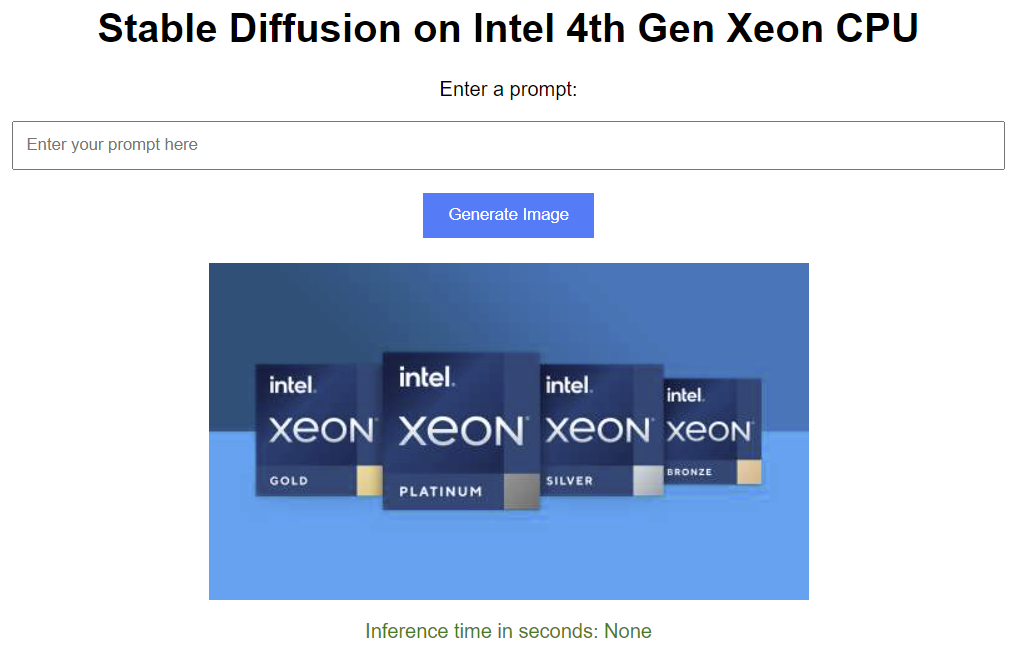 Stable Diffusion on Intel 4th Gen Xeon CPU
Enter a prompt:
Enter your prompt here
Generate Image
intel.
xeon
GOLD
intel.
xeon
PLATINUM
intel.
xeon
SILVER
intel.
xeon
BRONZE
Inference time in seconds: None